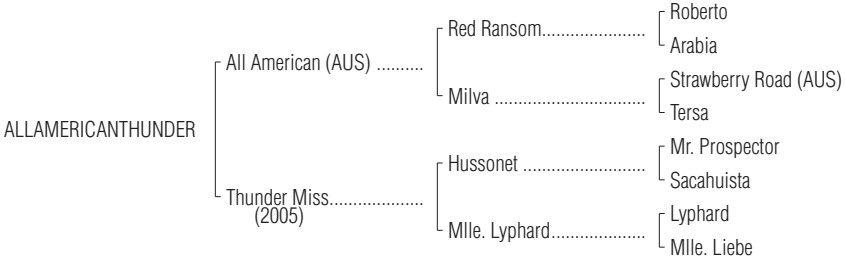 Roberto
Red Ransom......................
Arabia
All American (AUS) ..........
Strawberry Road (AUS)
Milva ................................
Tersa
ALLAMERICANTHUNDER
Mr. Prospector
Hussonet ..........................
Sacahuista
Thunder Miss....................
(2005)
Lyphard
Mlle. Lyphard....................
Mlle. Liebe